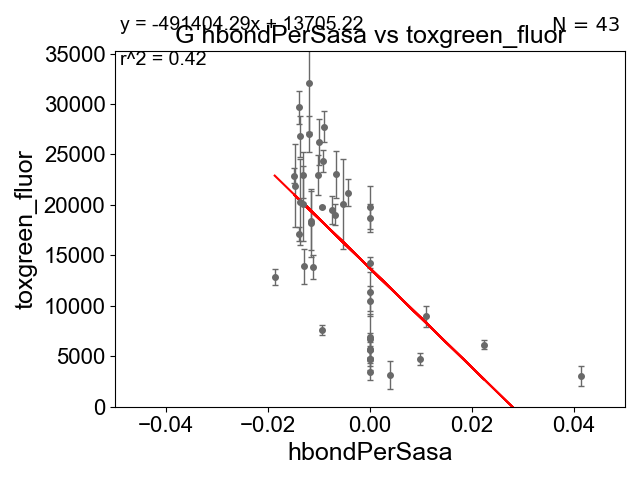 y = -491404.29x + 13705.22
N = 43
G hbondPerSasa vs toxgreen_fluor
r^2 = 0.42
35000
30000
25000
20000
15000
10000
5000
0
toxgreen_fluor
−0.04 −0.02 0.00 0.02 0.04
hbondPerSasa